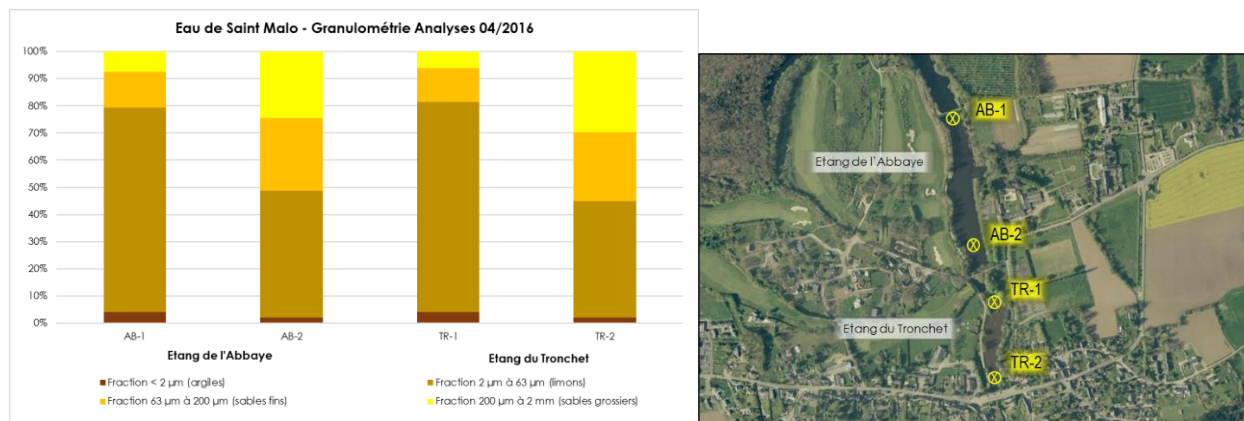 Eau de Saint Malo - Granulométrie Analyses 04/2016
100%
90%
80%
70%
60%
50%
40%
30%
20%
10%
0%
AB-1 AB-2 TR-1 TR-2
Etang de l'Abbaye Etang du Tronchet
Fraction < 2 µm (argiles) Fraction 2 µm à 63 µm (limons)
Fraction 63 µm à 200 µm (sables fins) Fraction 200 µm à 2 mm (sables grossiers)
AB-1
Etang de l'Abbaye
AB-2
TR-1
Etang du Tronchet
TR-2